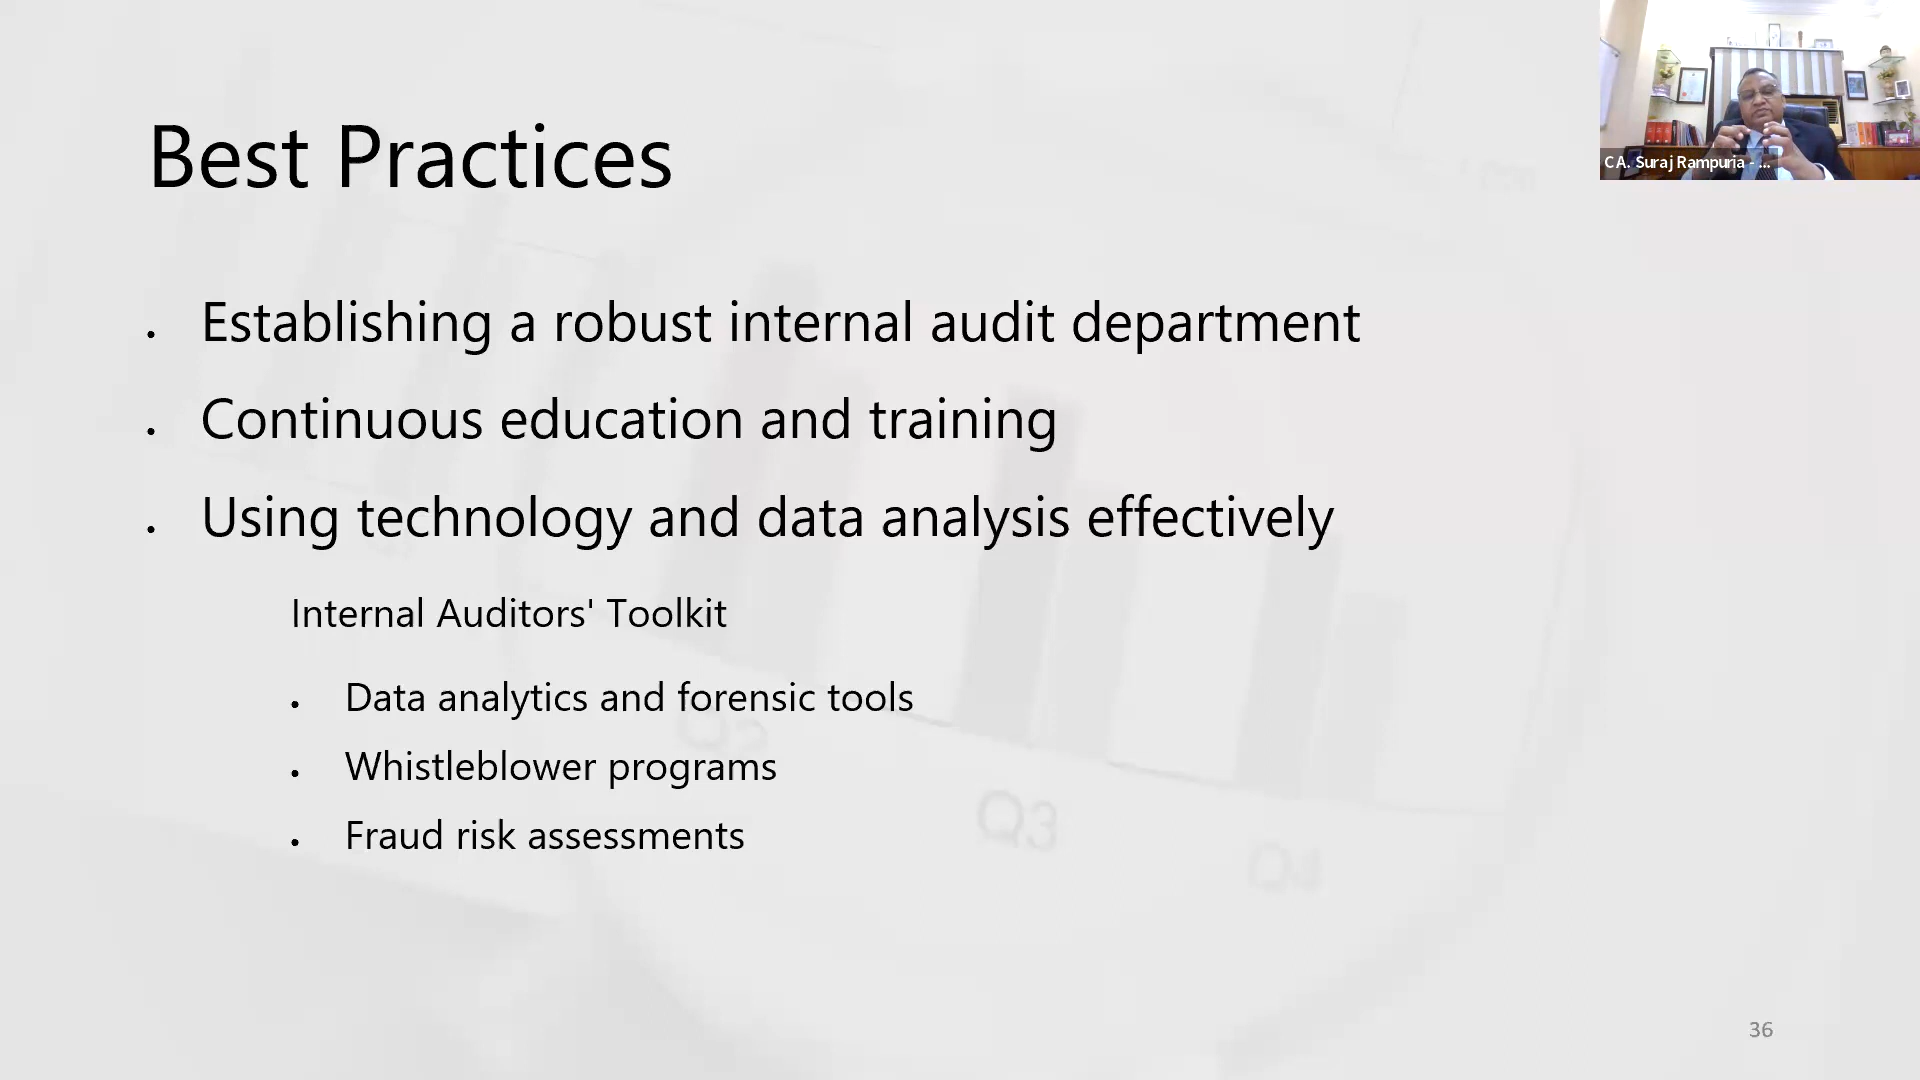 Best Practices
CA. Suraj Rampuria - ...
• Establishing a robust internal audit department
• Continuous education and training
• Using technology and data analysis effectively
Internal Auditors' Toolkit
• Data analytics and forensic tools
• Whistleblower programs
• Fraud risk assessments
Q2
Q3
Q4
36